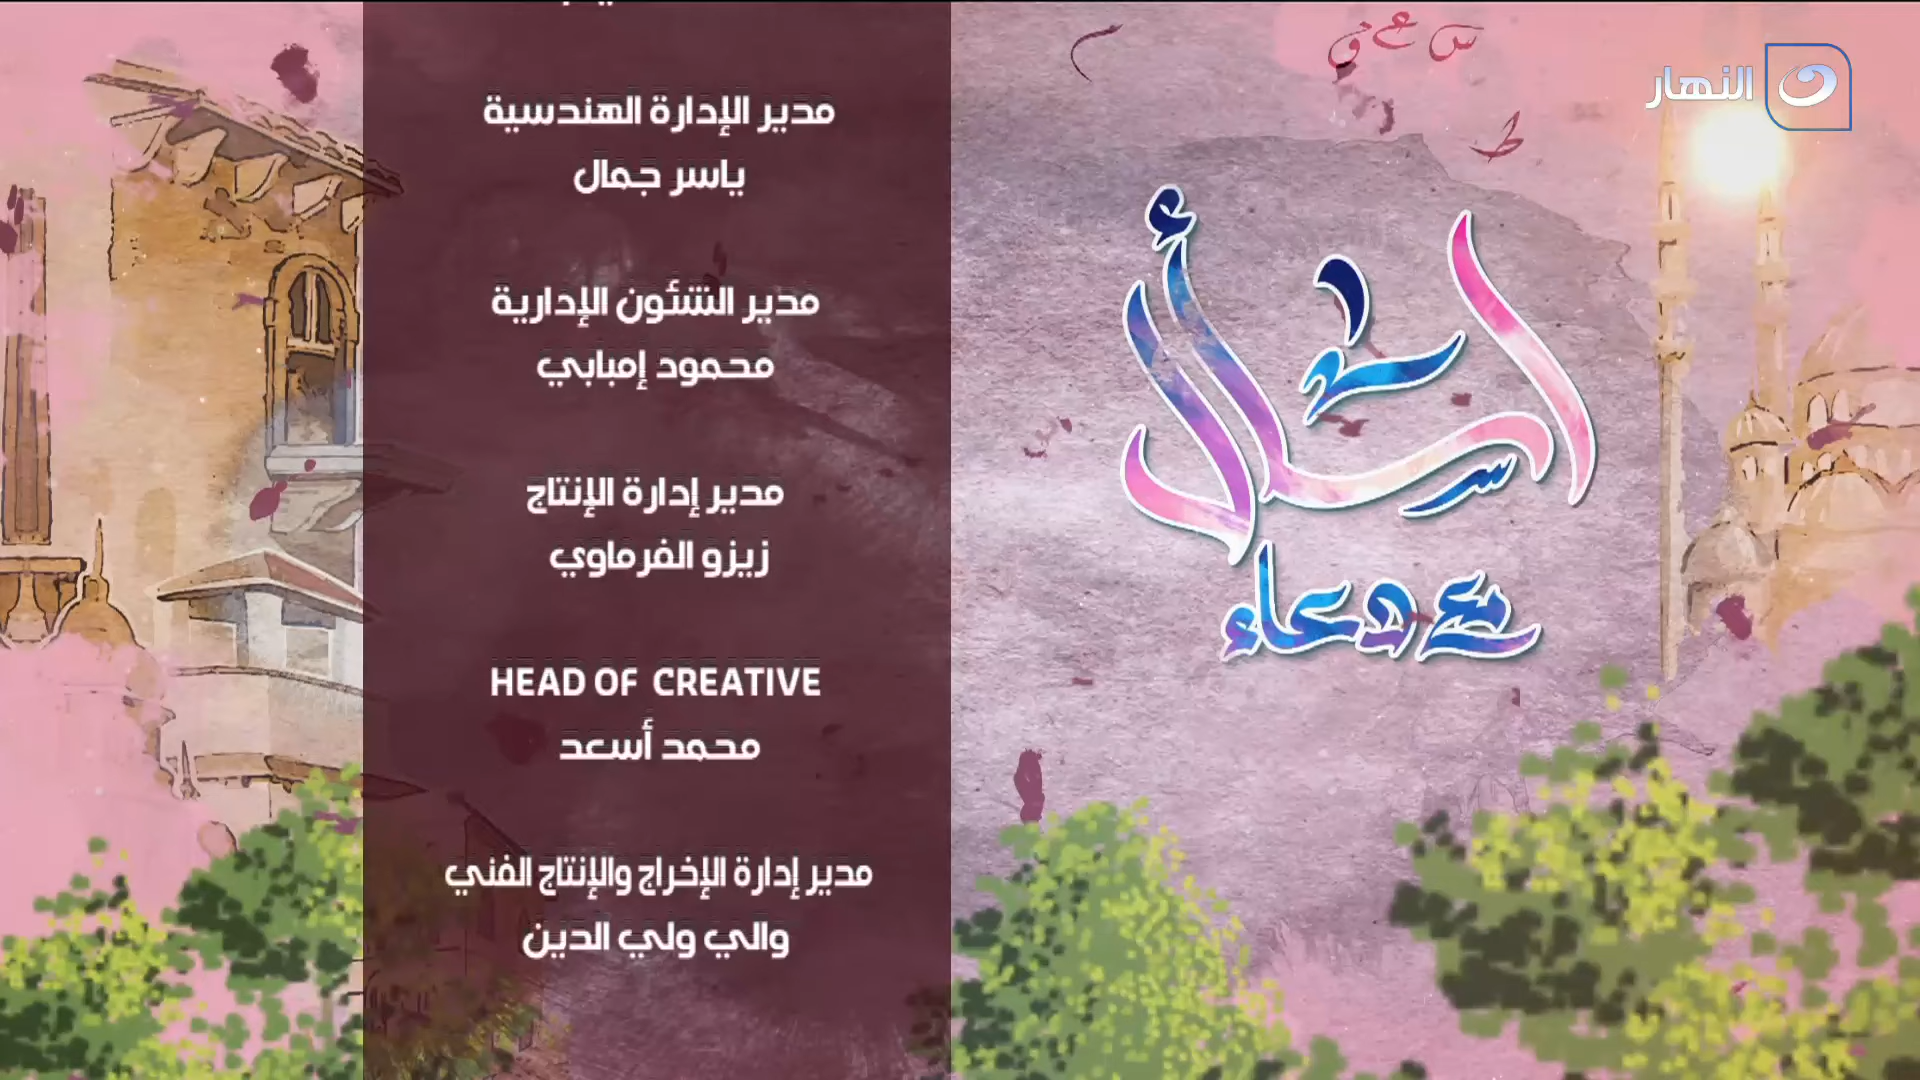 مدير الإدارة الهندسية
ياسر جمال
مدير الشئون الإدارية
محمود إمبابي
مدير إدارة الإنتاج
زيزو الفرماوي
HEAD OF CREATIVE
محمد أسعد
مدير إدارة الإخراج والإنتاج الفني
والي ولي الدين
النهار
اسأل
مع دعاء